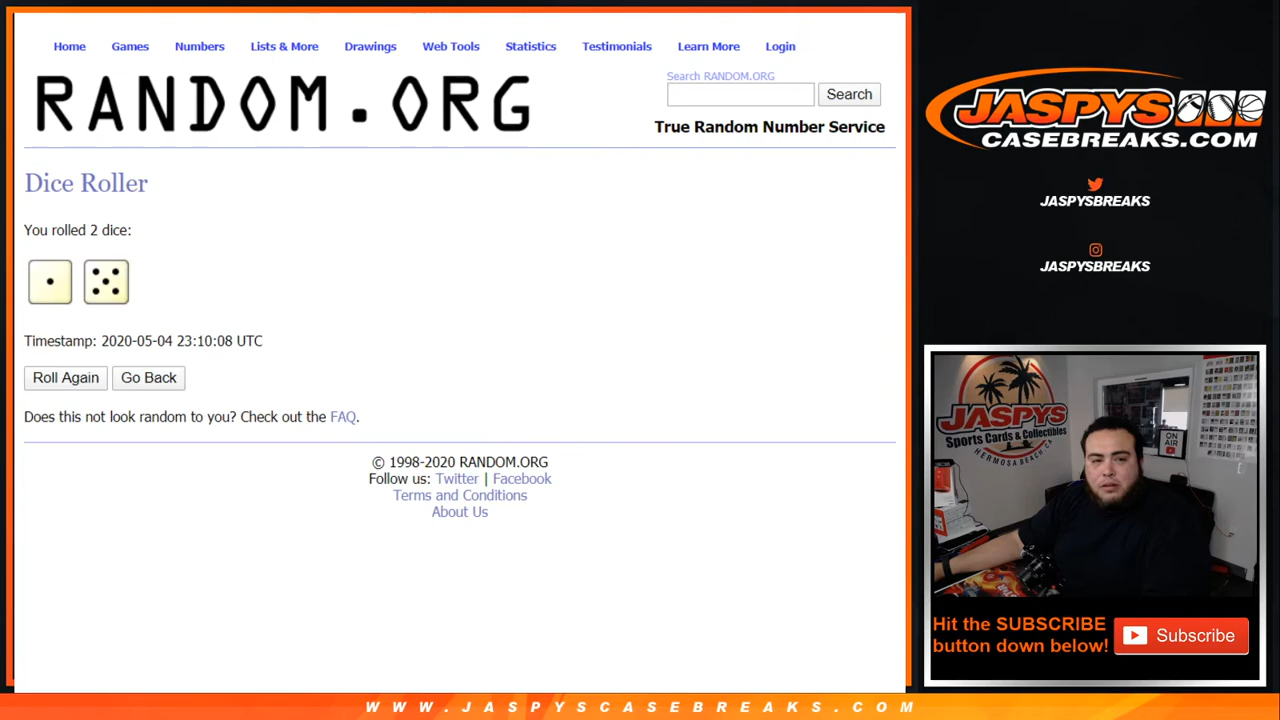 Home Games Numbers Lists & More Drawings Web Tools Statistics Testimonials Learn More Login
RANDOM.ORG
Search RANDOM.ORG
Search
True Random Number Service
Dice Roller
You rolled 2 dice:
Timestamp: 2020-05-04 23:10:08 UTC
Roll Again Go Back
Does this not look random to you? Check out the FAQ.
© 1998-2020 RANDOM.ORG
Follow us: Twitter | Facebook
Terms and Conditions
About Us
JASPYS
CASEBREAKS.COM
JASPYSBREAKS
JASPYSBREAKS
JASPYS
Sports Cards & Collectibles
HERMOSA BEACH, CA
ON
AIR
Hit the SUBSCRIBE
button down below!
Subscribe
WWW.JASPYSCASEBREAKS.COM